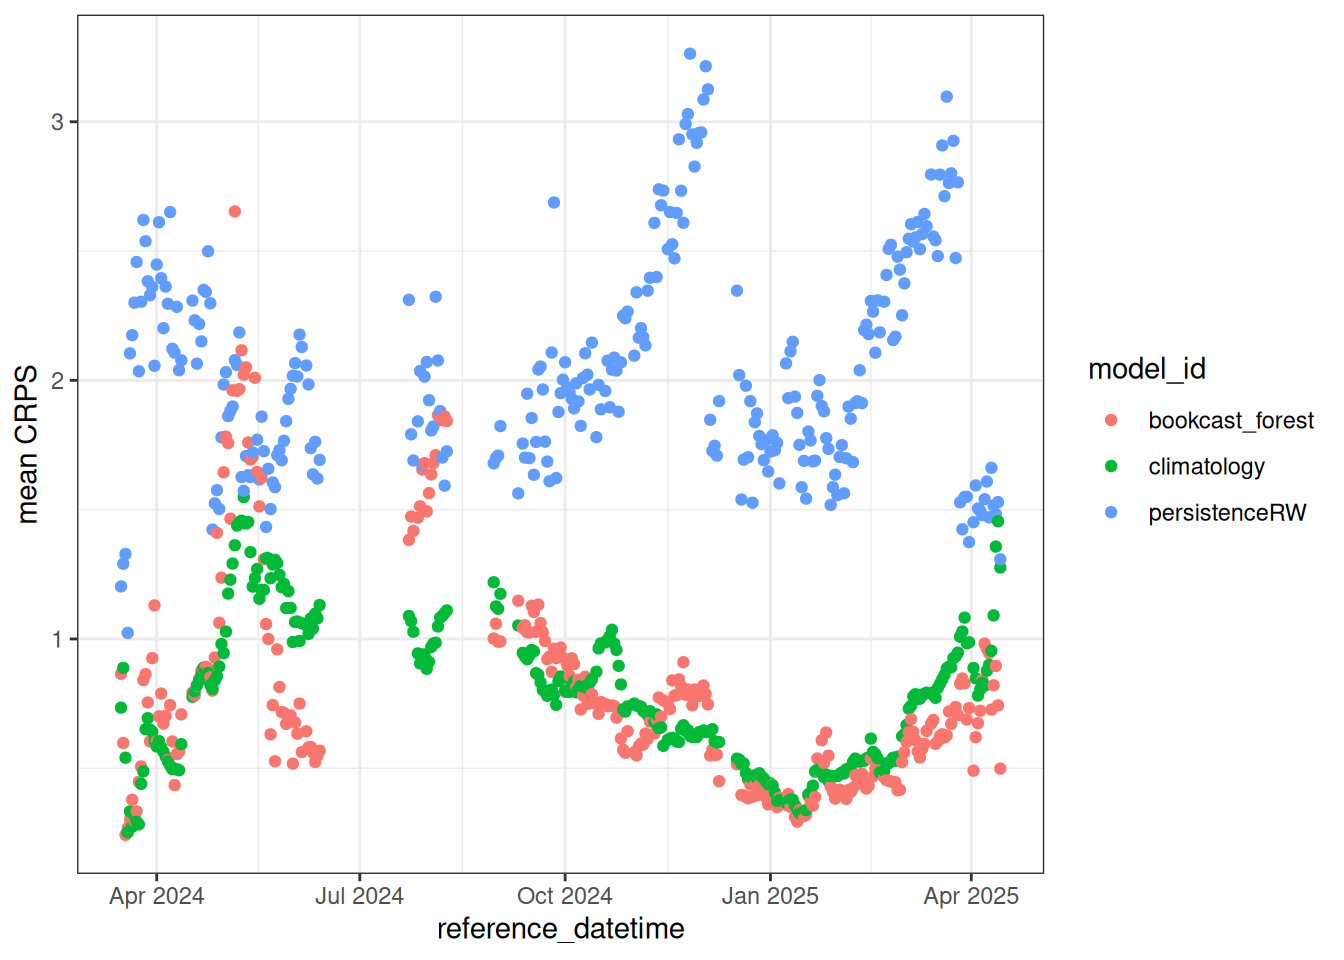 3
2
1
mean CRPS
Apr 2024
Jul 2024
Oct 2024
Jan 2025
Apr 2025
reference_datetime
model_id
bookcast_forest
climatology
persistenceRW